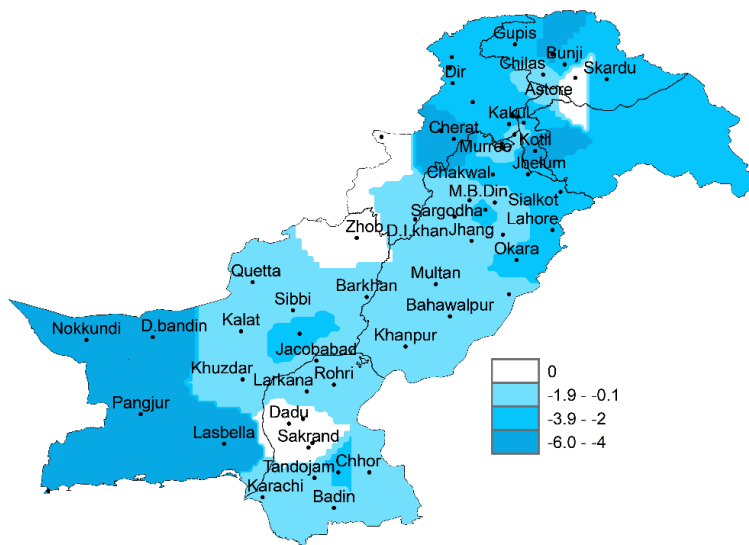 Gupis
Bunji
Chilas
Skardu
Dir
Astore
Kakul
Cherat
Murree
Kotli
Jhelum
Chakwal
M.B.Din
Sialkot
Sargodha
Lahore
Zhob
D.I.khan
Jhang
Okara
Quetta
Multan
Barkhan
Sibbi
Bahawalpur
Nokkundi
D.bandin
Kalat
Khanpur
Jacobabad
Khuzdar
Larkana
Rohri
Pangjur
Dadu
Lasbella
Sakrand
Tandojam
Chhor
Karachi
Badin
0
-1.9 - -0.1
-3.9 - -2
-6.0 - -4